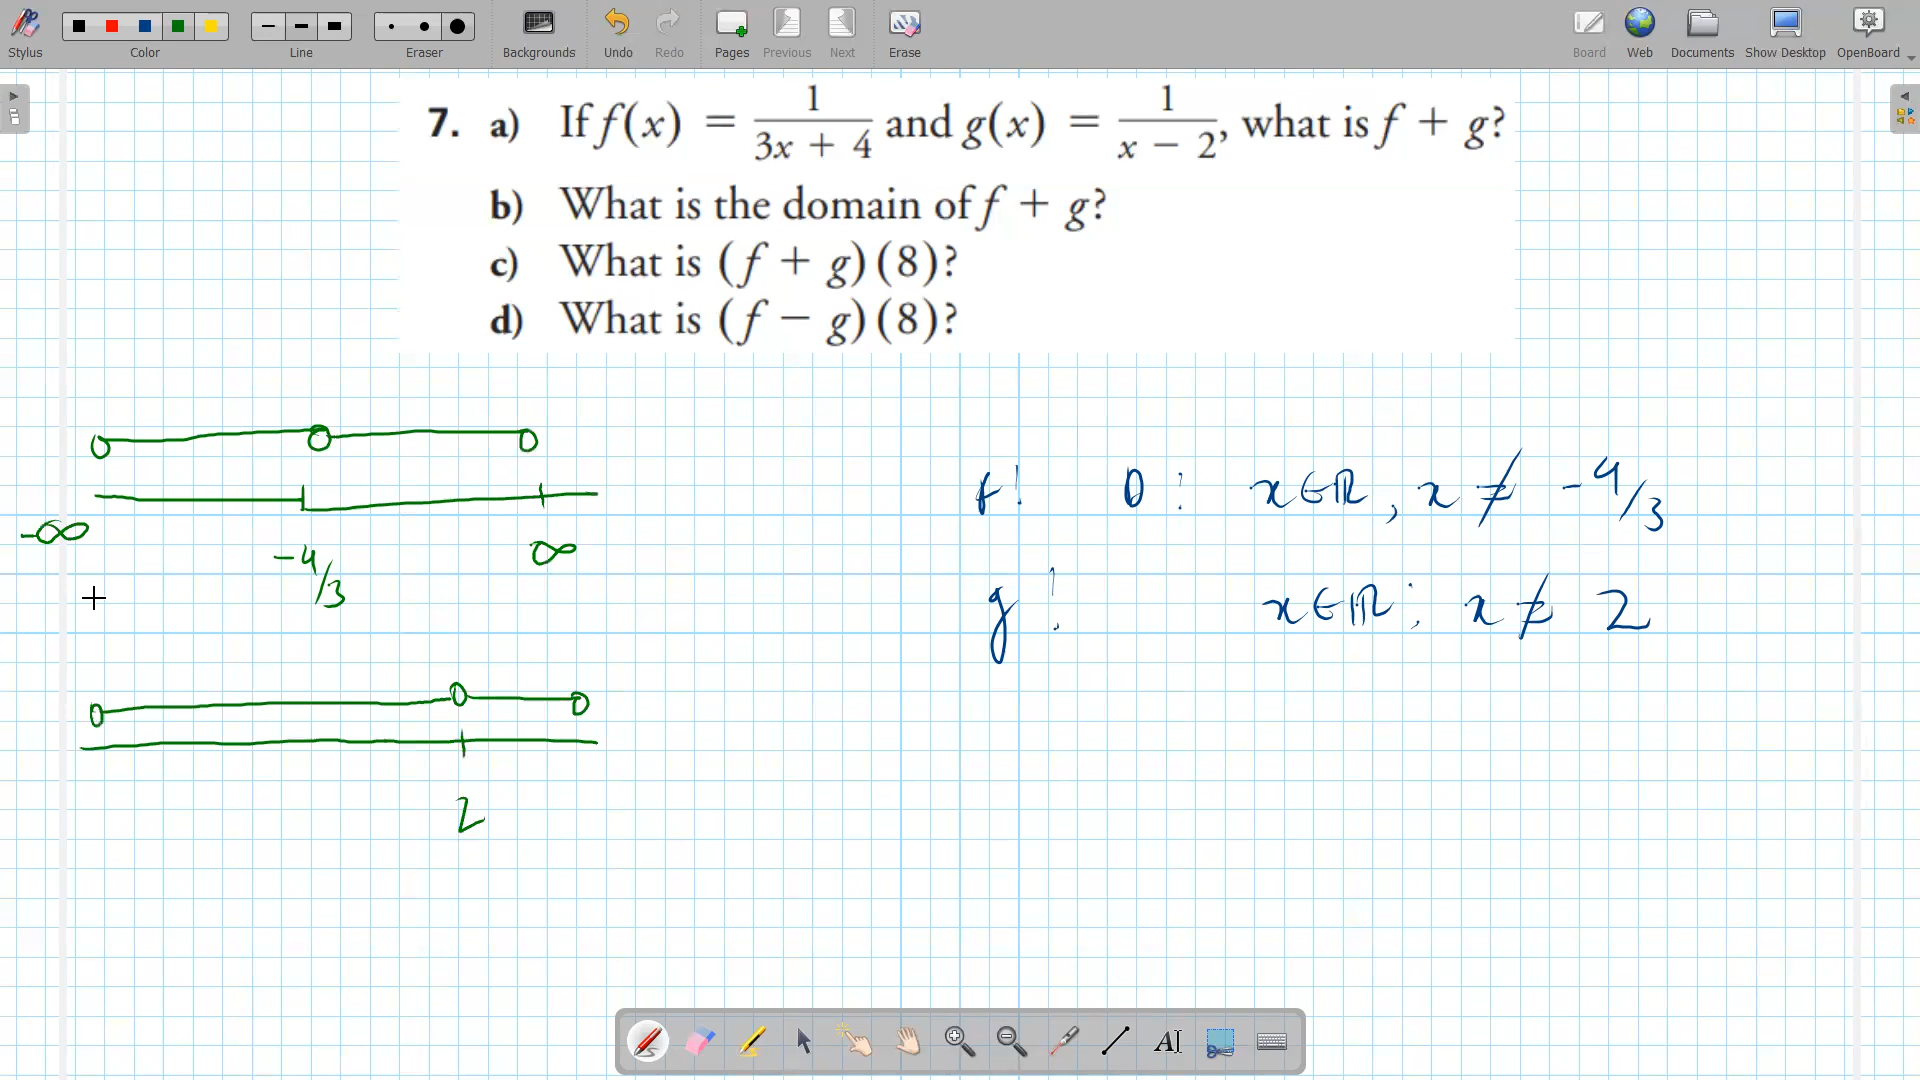 Stylus Color Line Eraser Backgrounds Undo Redo Pages Previous Next Erase Board Web Documents Show Desktop OpenBoard
7. a) If f(x) = 1/(3x + 4) and g(x) = 1/(x − 2), what is f + g?
b) What is the domain of f + g?
c) What is (f + g)(8)?
d) What is (f − g)(8)?
f: D: x∈ℝ, x ≠ -4/3
-∞ -4/3 ∞
g: x∈ℝ; x ≠ 2
2